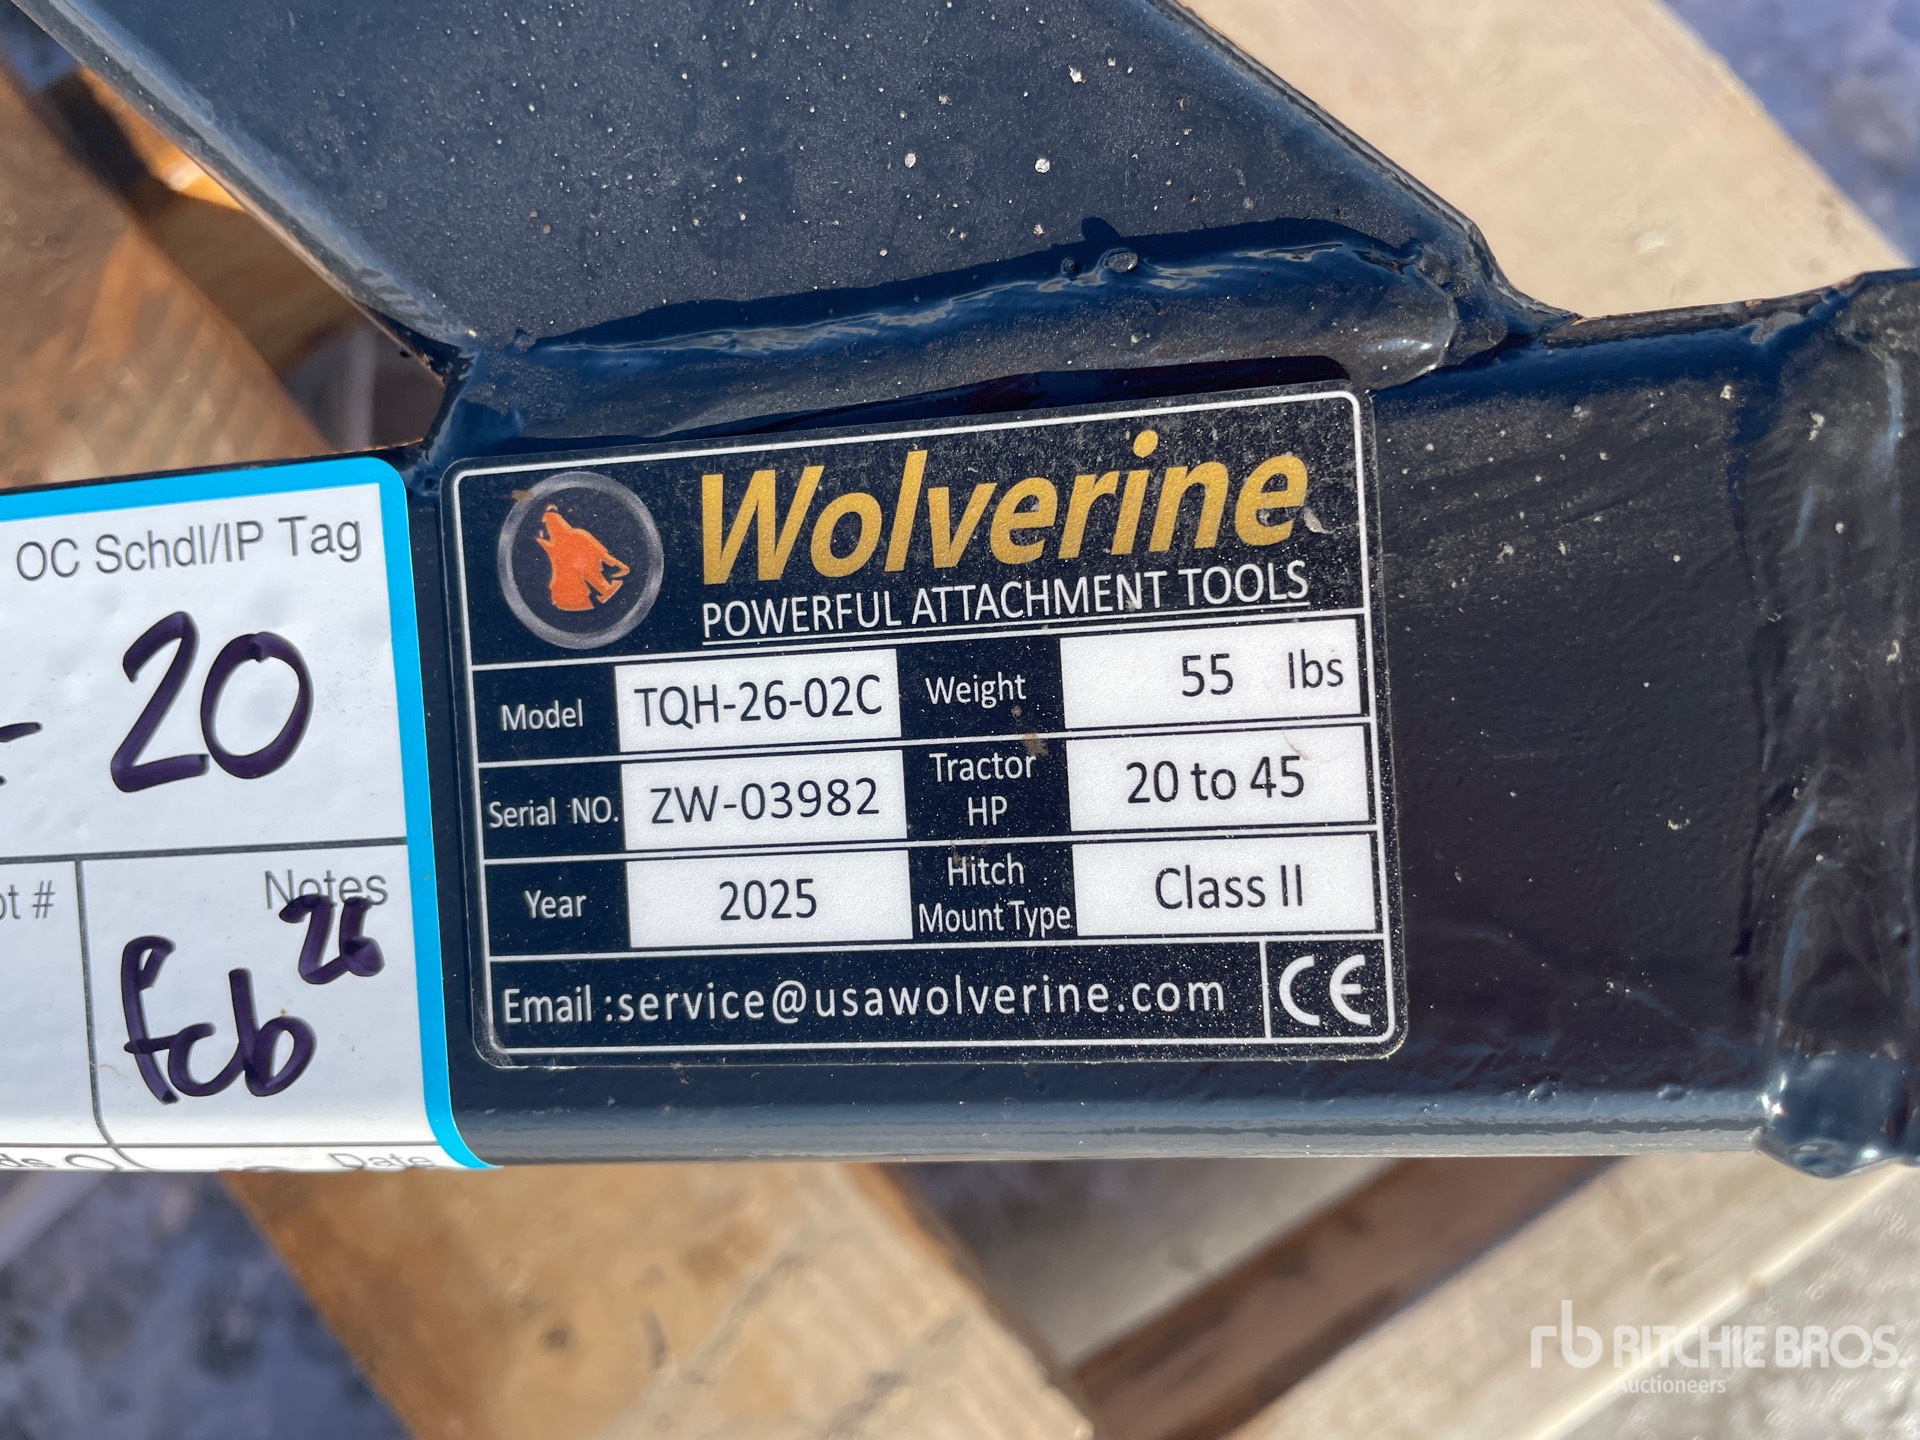 OC Schdl/IP Tag
- 20
Notes
fcb 26
Date
Wolverine
POWERFUL ATTACHMENT TOOLS
Model TQH-26-02C Weight 55 lbs
Serial NO. ZW-03982 Tractor HP 20 to 45
Year 2025 Hitch Mount Type Class II
Email :service@usawolverine.com CE
rb RITCHIE BROS.
Auctioneers